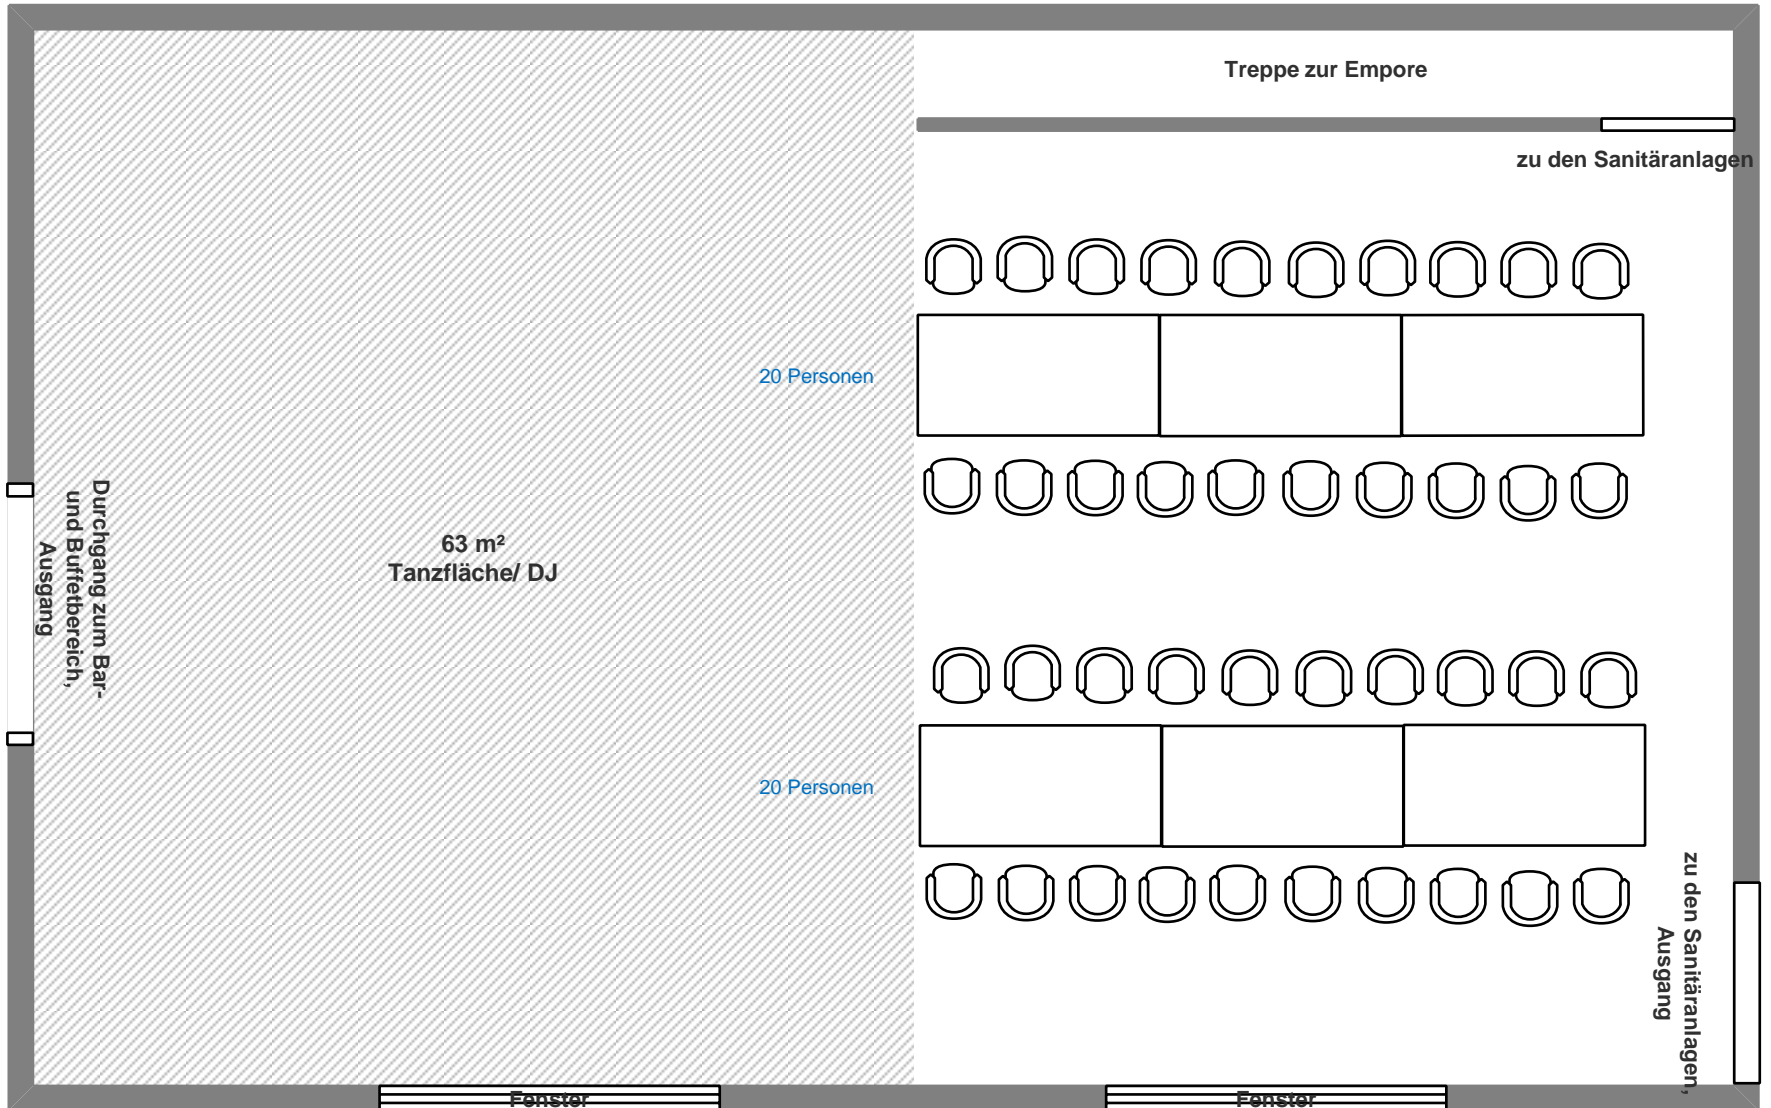 Treppe zur Empore
zu den Sanitäranlagen
20 Personen
63 m²
Tanzfläche/ DJ
Durchgang zum Bar-
und Buffetbereich,
Ausgang
20 Personen
zu den Sanitäranlagen,
Ausgang
Fenster
Fenster